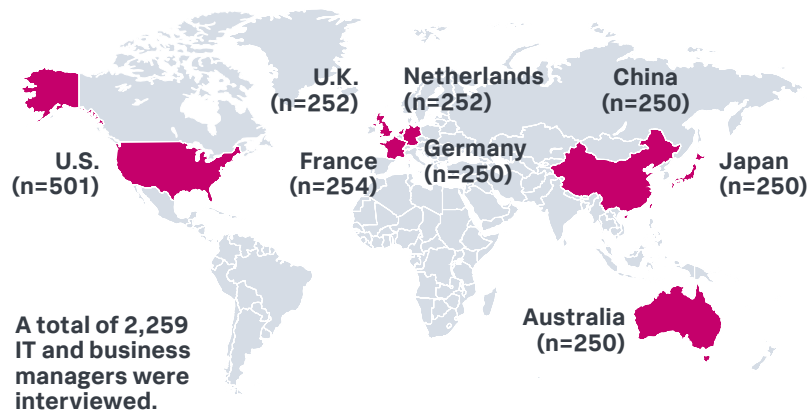 U.K.
(n=252)
Netherlands
(n=252)
China
(n=250)
U.S.
(n=501)
France
(n=254)
Germany
(n=250)
Japan
(n=250)
Australia
(n=250)
A total of 2,259
IT and business
managers were
interviewed.